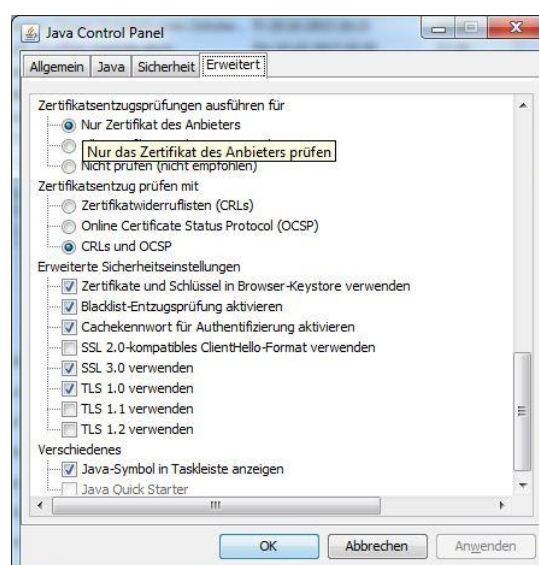 Java Control Panel
Allgemein Java Sicherheit Erweitert
Zertifikatsentzugsprüfungen ausführen für
Nur Zertifikat des Anbieters
Nur das Zertifikat des Anbieters prüfen
Nicht prüfen (nicht empfohlen)
Zertifikatsentzug prüfen mit
Zertifikatwiderruflisten (CRLs)
Online Certificate Status Protocol (OCSP)
CRLs und OCSP
Erweiterte Sicherheitseinstellungen
Zertifikate und Schlüssel in Browser-Keystore verwenden
Blacklist-Entzugsprüfung aktivieren
Cachekennwort für Authentifizierung aktivieren
SSL 2.0-kompatibles ClientHello-Format verwenden
SSL 3.0 verwenden
TLS 1.0 verwenden
TLS 1.1 verwenden
TLS 1.2 verwenden
Verschiedenes
Java-Symbol in Taskleiste anzeigen
Java Quick Starter
OK Abbrechen Anwenden